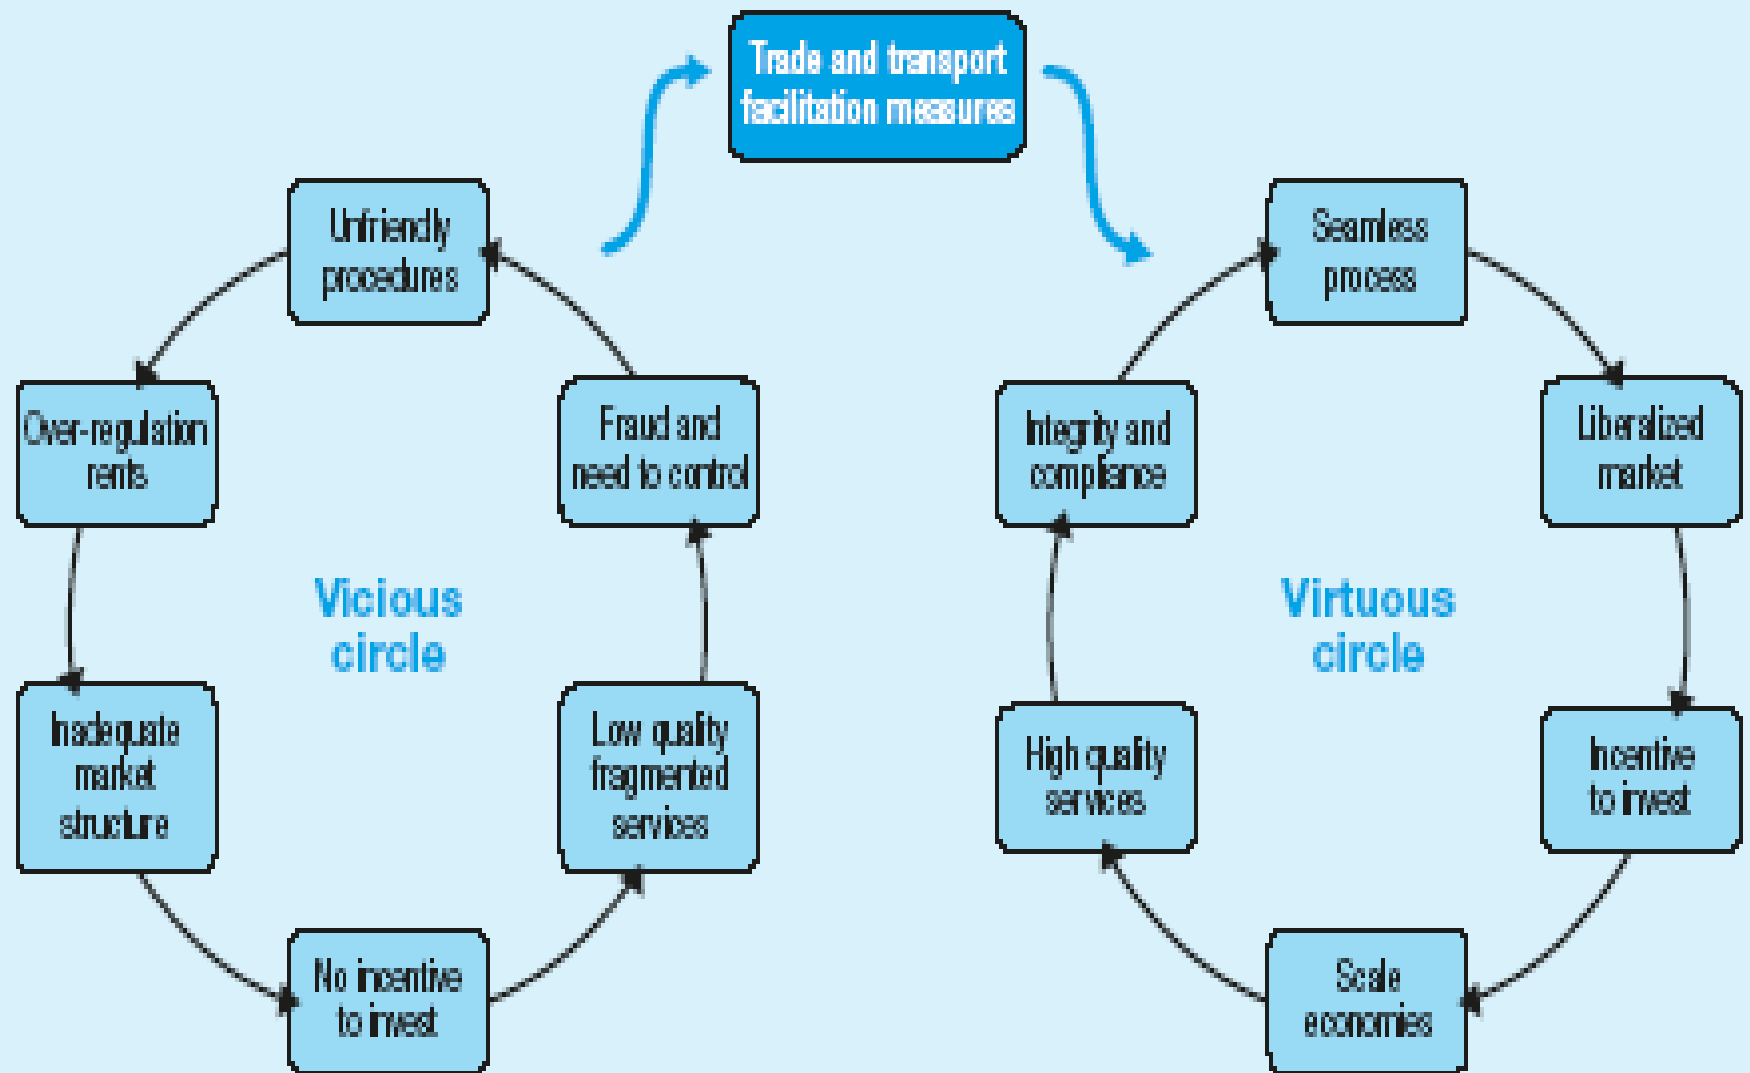 Trade and transport
facilitation measures
Unfriendly
procedures
Over-regulation
rents
Inadequate
market
structure
No incentive
to invest
Low quality
fragmented
services
Fraud and
need to control
Vicious
circle
Seamless
process
Liberalized
market
Incentive
to invest
Scale
economies
High quality
services
Integrity and
compliance
Virtuous
circle